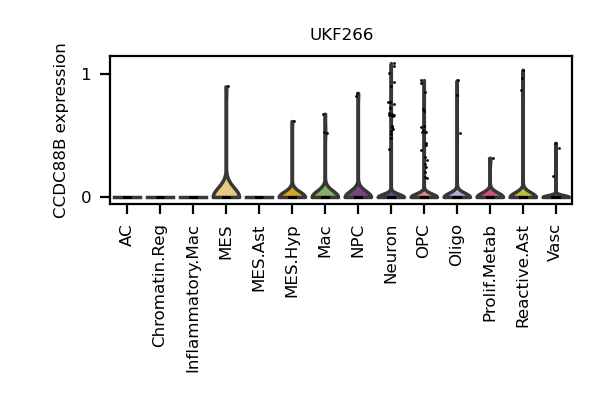 UKF266
CCDC88B expression
1
0
AC
Chromatin.Reg
Inflammatory.Mac
MES
MES.Ast
MES.Hyp
Mac
NPC
Neuron
OPC
Oligo
Prolif.Metab
Reactive.Ast
Vasc